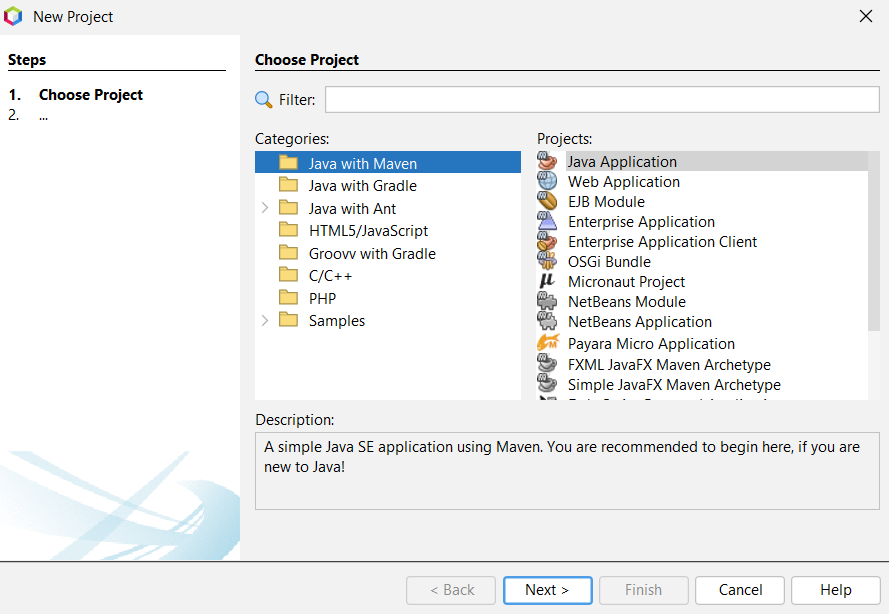 New Project
Steps
1. Choose Project
2. ...
Choose Project
Filter:
Categories:
Java with Maven
Java with Gradle
Java with Ant
HTML5/JavaScript
Groovv with Gradle
C/C++
PHP
Samples
Projects:
Java Application
Web Application
EJB Module
Enterprise Application
Enterprise Application Client
OSGi Bundle
Micronaut Project
NetBeans Module
NetBeans Application
Payara Micro Application
FXML JavaFX Maven Archetype
Simple JavaFX Maven Archetype
Description:
A simple Java SE application using Maven. You are recommended to begin here, if you are
new to Java!
< Back
Next >
Finish
Cancel
Help